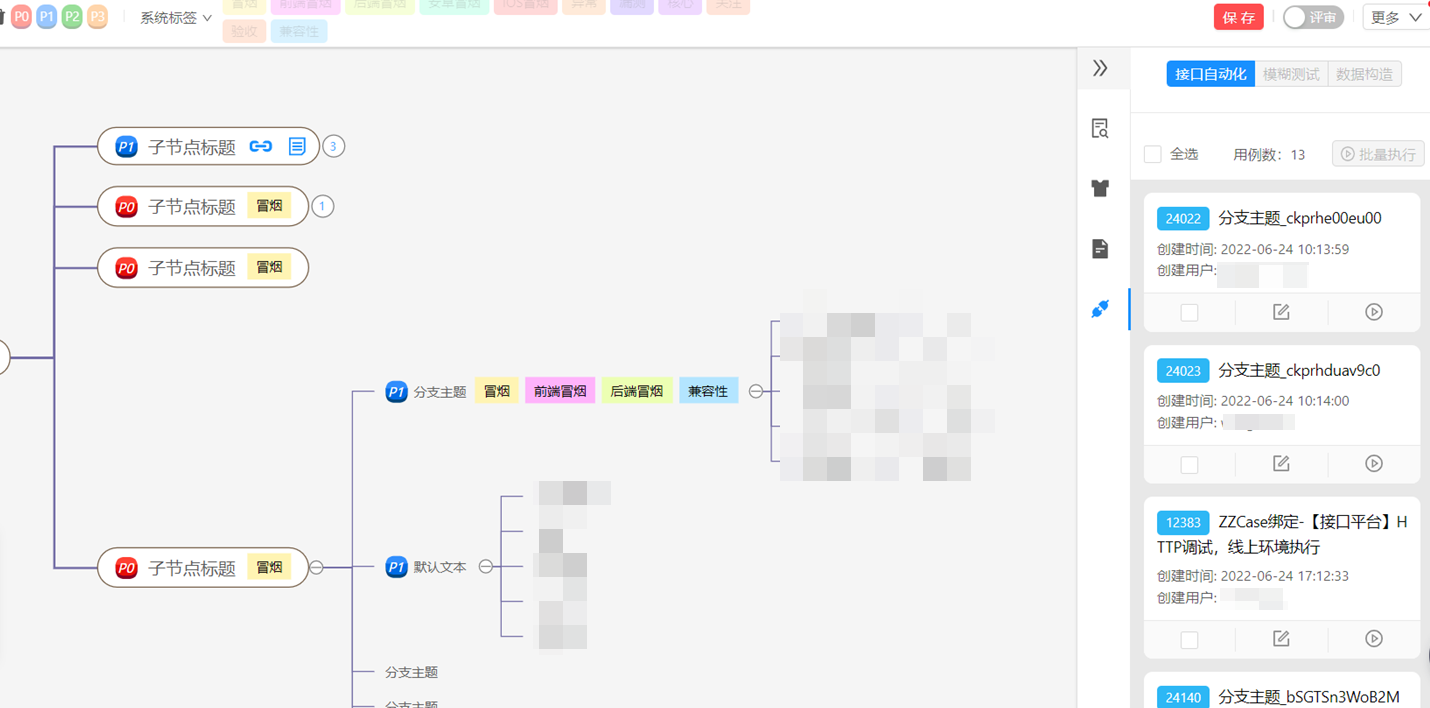 P0 P1 P2 P3 系统标签 冒烟 前端冒烟 后端冒烟 安卓冒烟 iOS冒烟 异常 漏测 核心 关注
验收 兼容性
保存 评审 更多
接口自动化 模糊测试 数据构造
全选 用例数: 13 批量执行
P1 子节点标题 3
P0 子节点标题 冒烟 1
P0 子节点标题 冒烟
P1 分支主题 冒烟 前端冒烟 后端冒烟 兼容性
P0 子节点标题 冒烟
P1 默认文本
分支主题
分支主题
24022 分支主题_ckprhe00eu00
创建时间: 2022-06-24 10:13:59
创建用户:
24023 分支主题_ckprhduav9c0
创建时间: 2022-06-24 10:14:00
创建用户:
12383 ZZCase绑定-【接口平台】H
TTP调试，线上环境执行
创建时间: 2022-06-24 17:12:33
创建用户:
24140 分支主题_bSGTSn3WoB2M